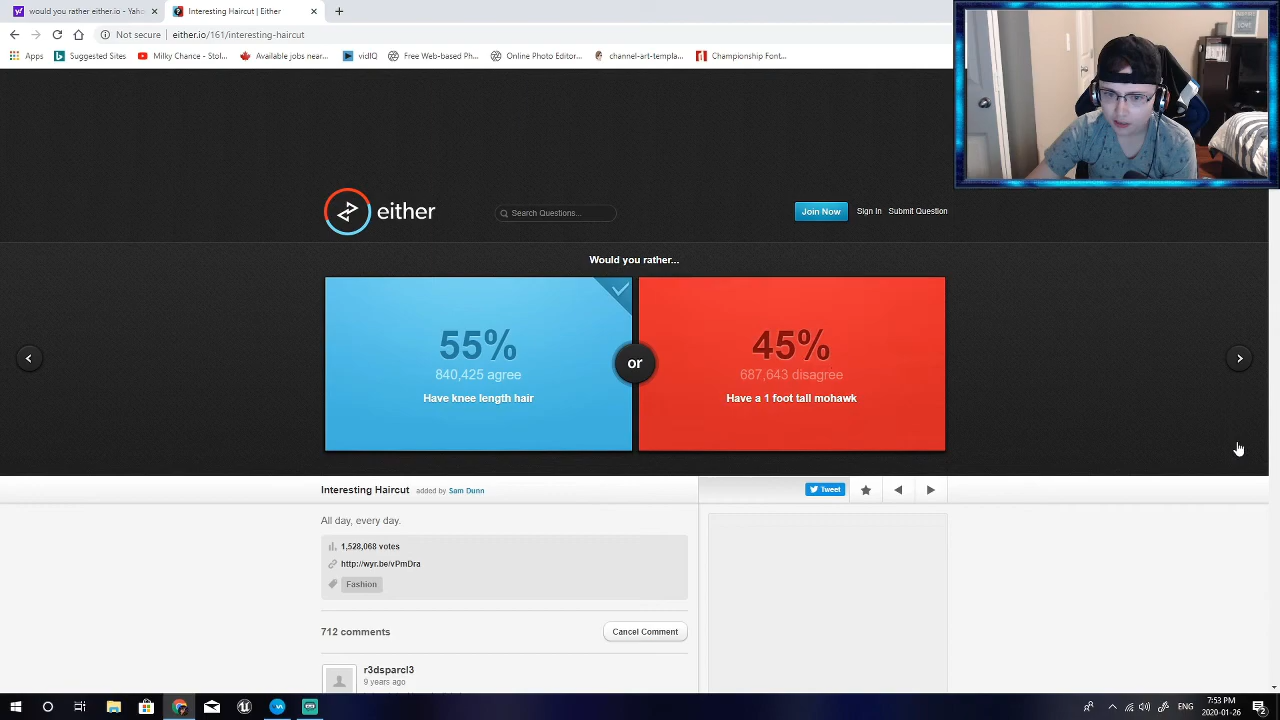 would you rather either.io - Yaho
Interesting Haircut | Either
Not secure | either.io/161/interesting-haircut
Apps
Suggested Sites
Milky Chance - Stol...
Available jobs near...
vidIQ
Free Web-based Ph...
Online Photo Editor...
channel-art-templa...
Championship Font...
either
Search Questions...
Join Now
Sign In
Submit Question
Would you rather...
55%
840,425 agree
Have knee length hair
or
45%
687,643 disagree
Have a 1 foot tall mohawk
Interesting Haircut added by Sam Dunn
Tweet
All day, every day.
1,528,068 votes
http://wyr.be/vPmDra
Fashion
712 comments
Cancel Comment
r3dsparcl3
9 years ago
ENG
7:53 PM
2020-01-26
2